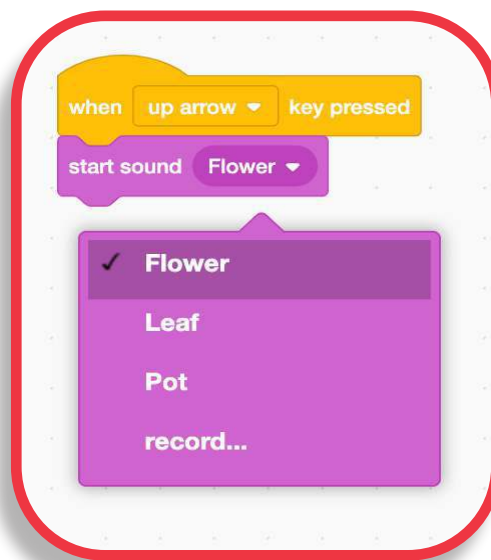 when up arrow key pressed
start sound Flower
✓ Flower
Leaf
Pot
record...